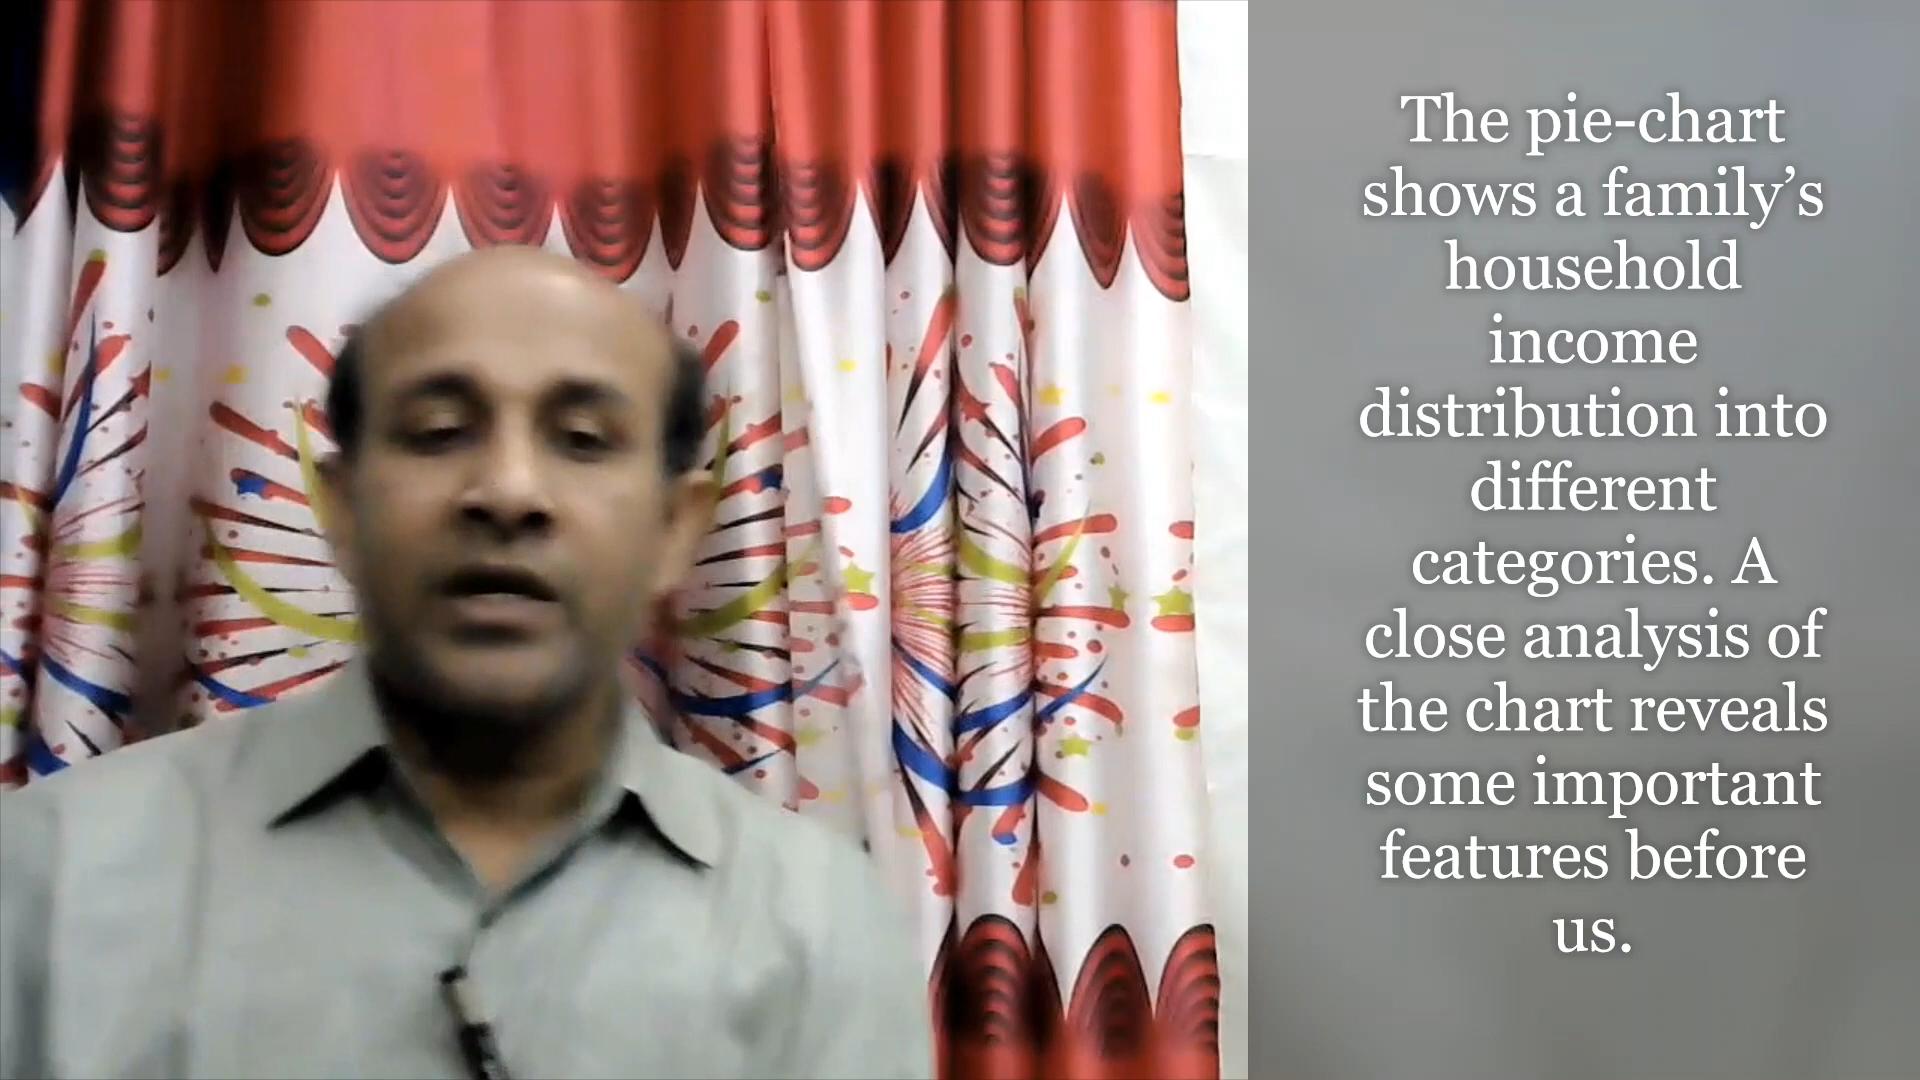 The pie-chart
shows a family’s
household
income
distribution into
different
categories. A
close analysis of
the chart reveals
some important
features before
us.